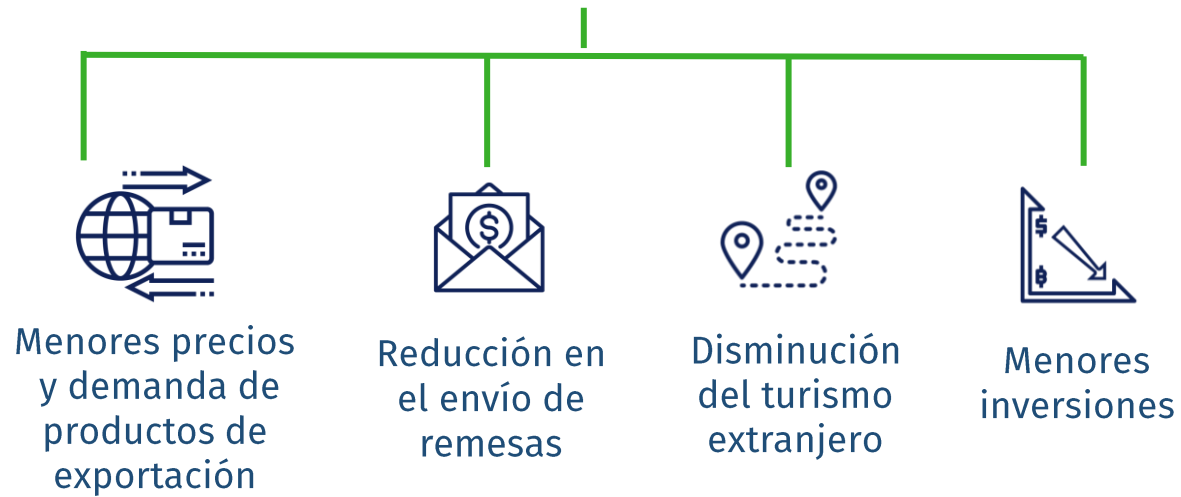 Menores precios
y demanda de
productos de
exportación
$
Reducción en
el envío de
remesas
Disminución
del turismo
extranjero
$
฿
Menores
inversiones